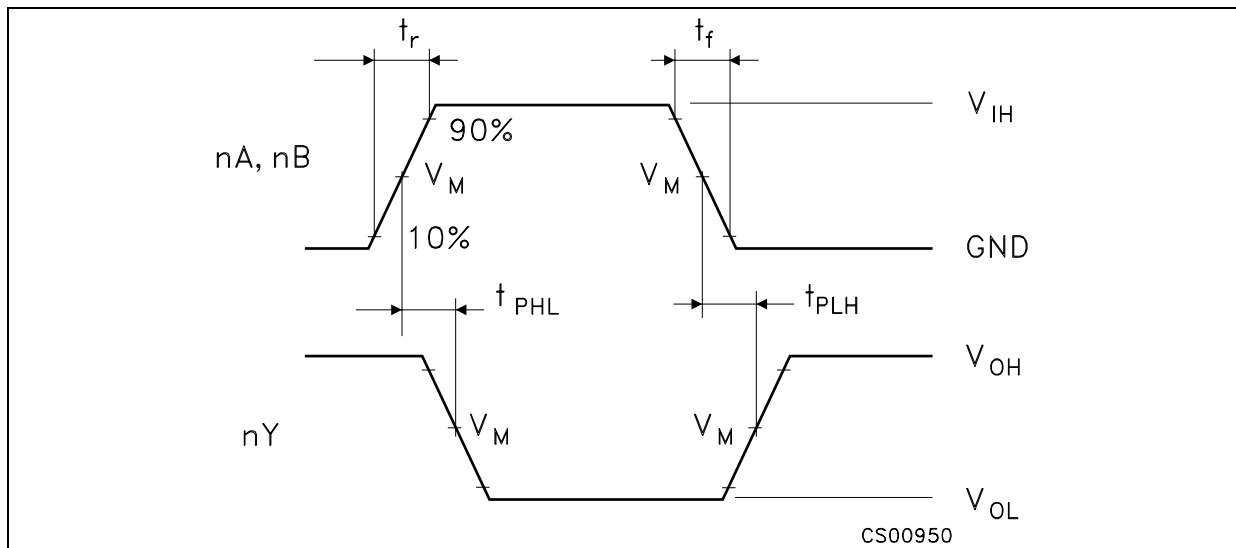 t_r
t_f
V_IH
90%
nA, nB
V_M
V_M
10%
GND
t_PHL
t_PLH
V_OH
V_M
V_M
nY
V_OL
CS00950